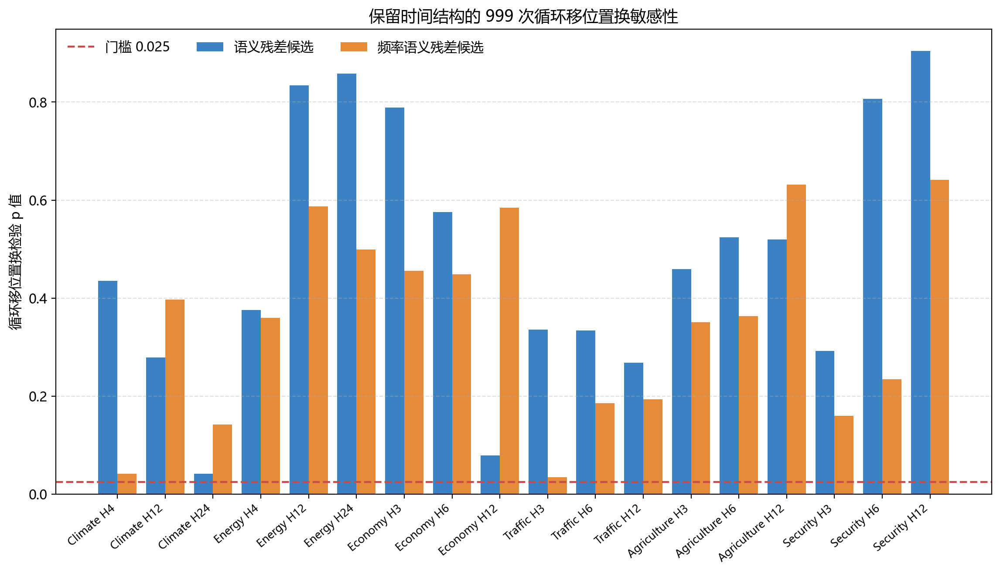 保留时间结构的 999 次循环移位置换敏感性
门槛 0.025
语义残差候选
频率语义残差候选
循环移位置换检验 p 值
0.8
0.6
0.4
0.2
0.0
Climate H4
Climate H12
Climate H24
Energy H4
Energy H12
Energy H24
Economy H3
Economy H6
Economy H12
Traffic H3
Traffic H6
Traffic H12
Agriculture H3
Agriculture H6
Agriculture H12
Security H3
Security H6
Security H12